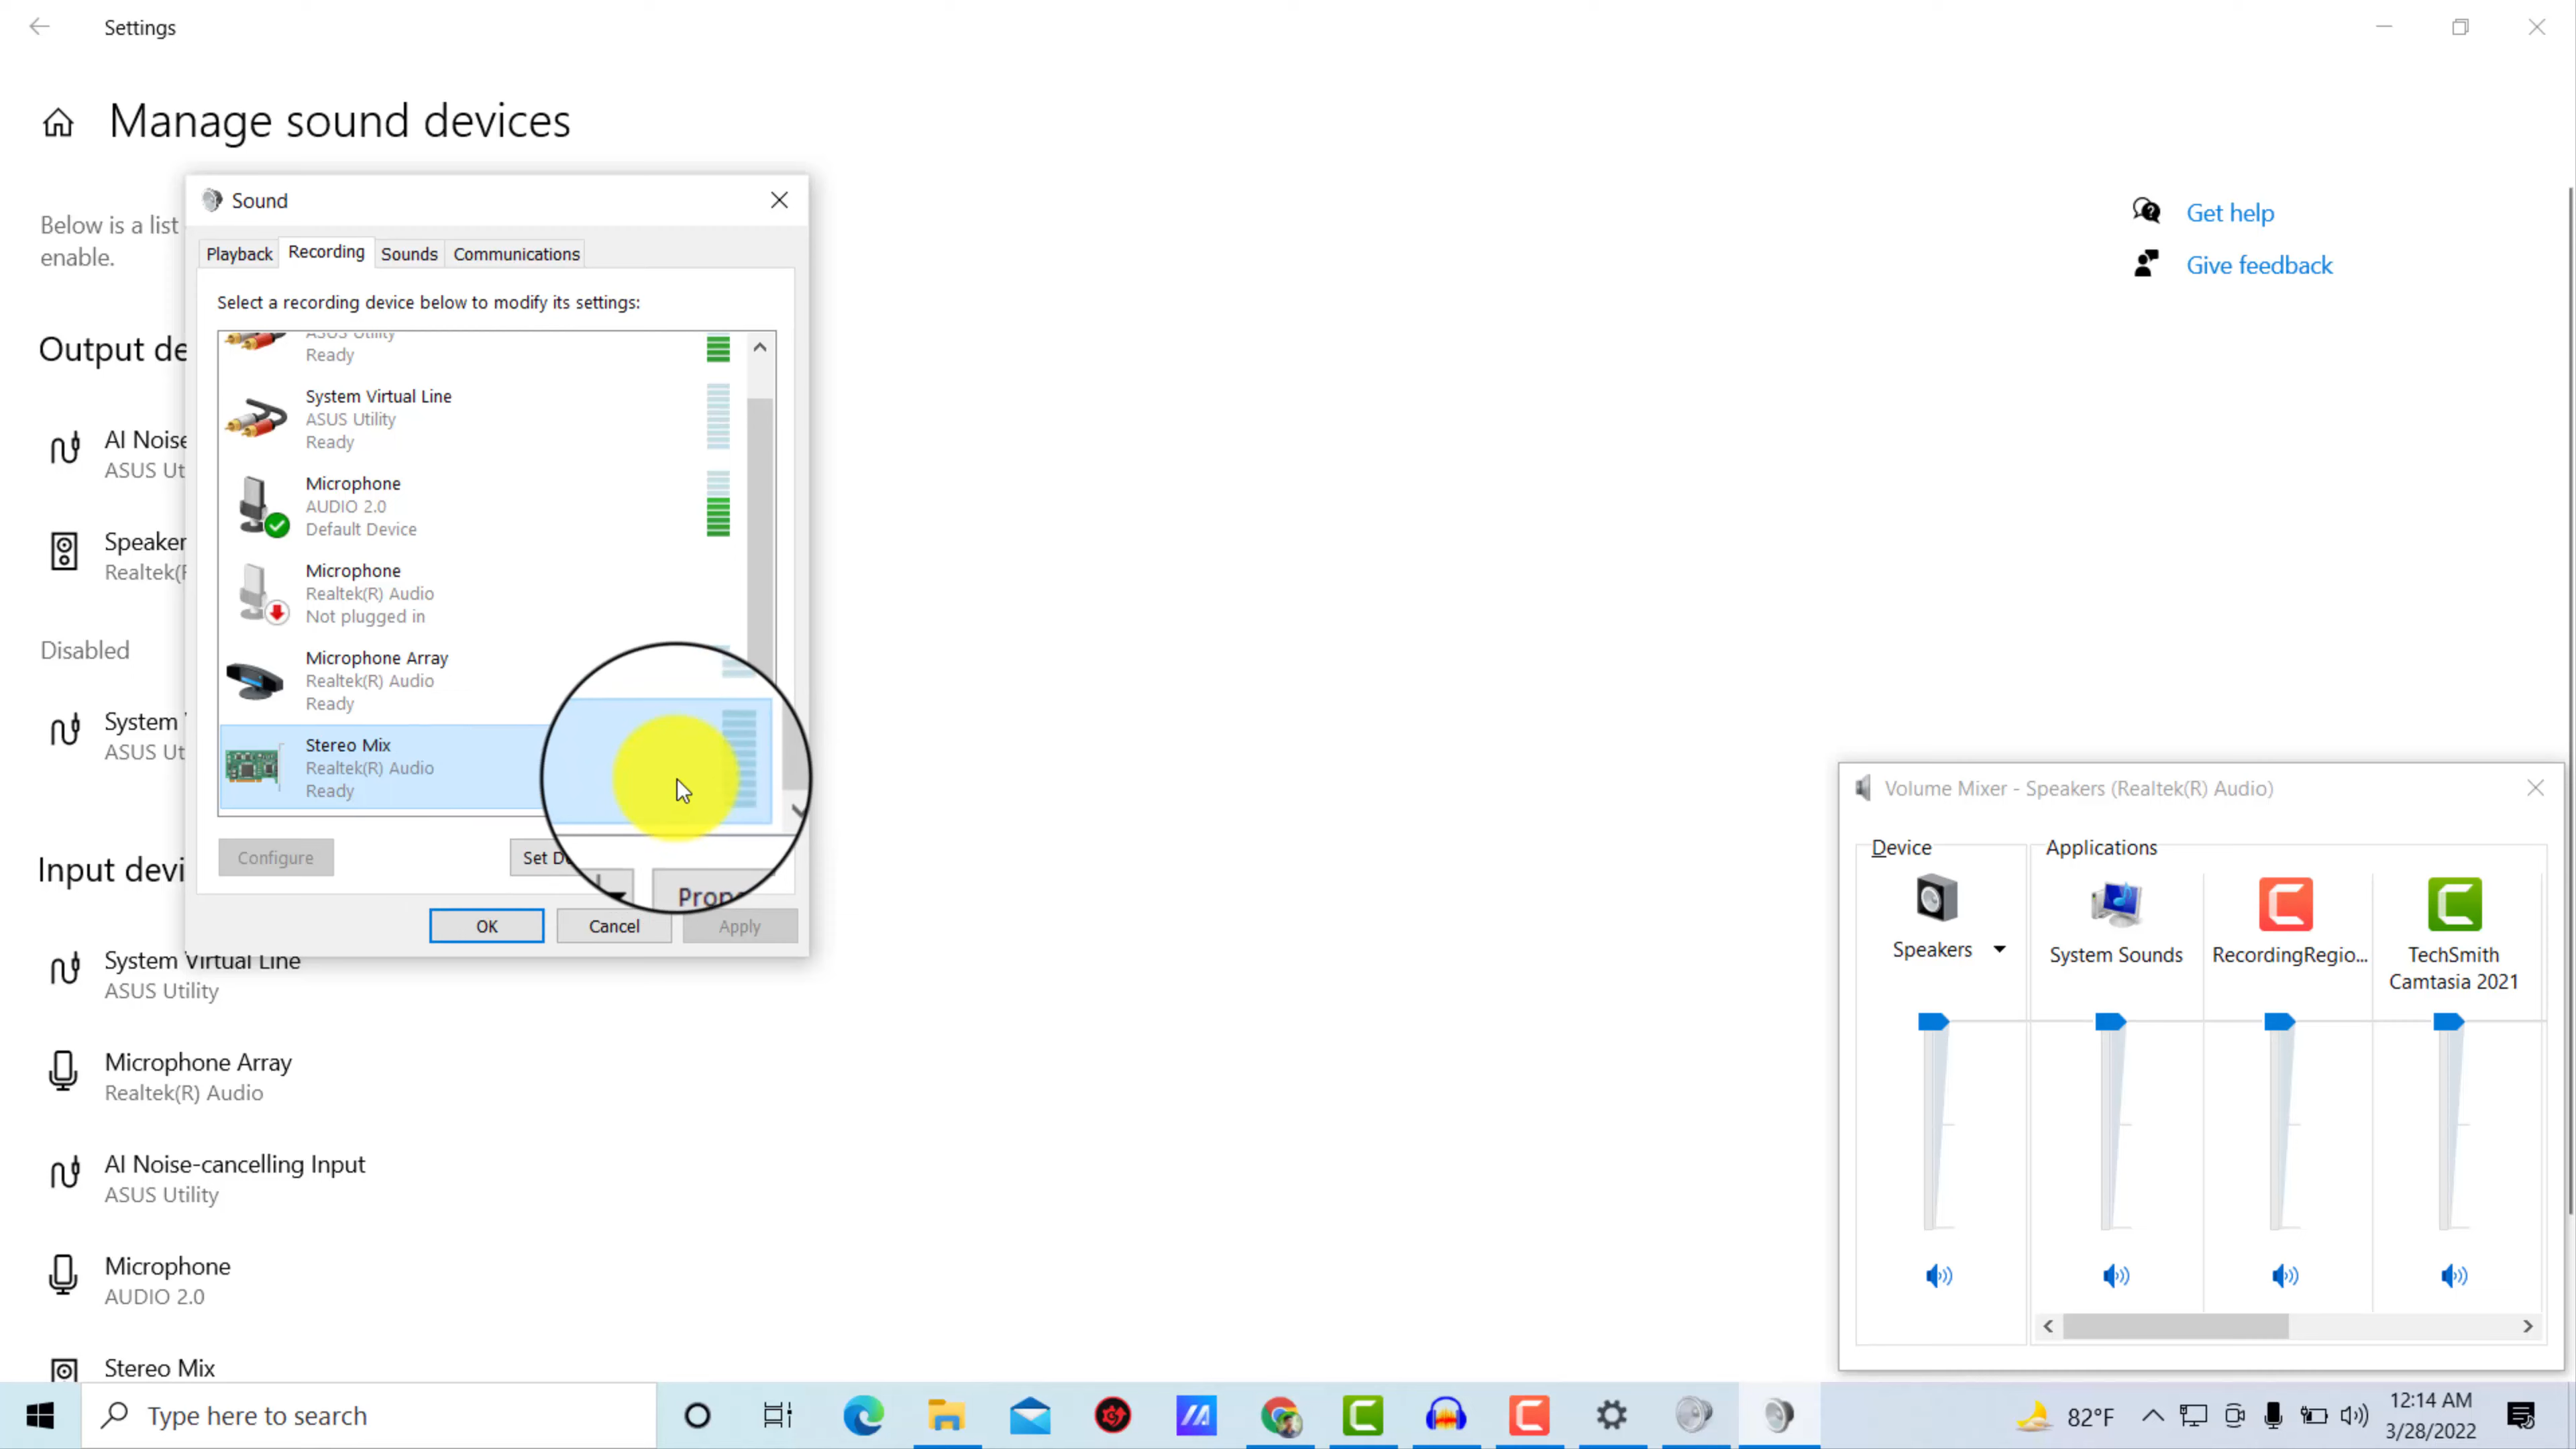 Settings
Manage sound devices
Below is a list
enable.
Get help
Give feedback
Output de
AI Noise
ASUS Ut
Speaker
Realtek(R
Disabled
System
ASUS Ut
Input devi
System Virtual Line
ASUS Utility
Microphone Array
Realtek(R) Audio
AI Noise-cancelling Input
ASUS Utility
Microphone
AUDIO 2.0
Stereo Mix
Sound
Playback
Recording
Sounds
Communications
Select a recording device below to modify its settings:
ASUS Utility
Ready
System Virtual Line
ASUS Utility
Ready
Microphone
AUDIO 2.0
Default Device
Microphone
Realtek(R) Audio
Not plugged in
Microphone Array
Realtek(R) Audio
Ready
Stereo Mix
Realtek(R) Audio
Ready
Configure
Set D
Prop
OK
Cancel
Apply
Volume Mixer - Speakers (Realtek(R) Audio)
Device
Applications
Speakers
System Sounds
RecordingRegio...
TechSmith
Camtasia 2021
Type here to search
82°F
12:14 AM
3/28/2022